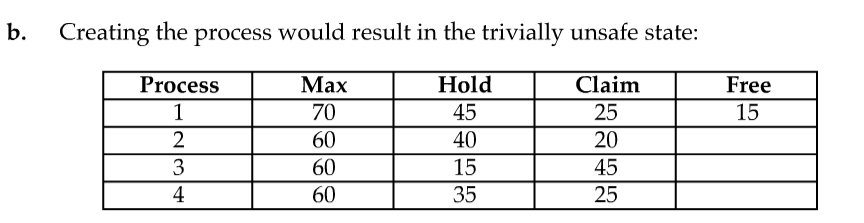 b. Creating the process would result in the trivially unsafe state:
Process Max Hold Claim Free
1 70 45 25 15
2 60 40 20
3 60 15 45
4 60 35 25